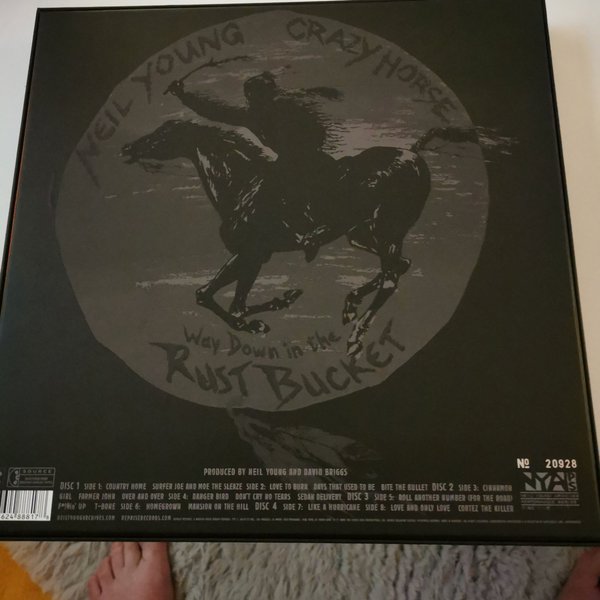 NEIL YOUNG CRAZY HORSE
Way Down in the
RUST BUCKET
PRODUCED BY NEIL YOUNG AND DAVID BRIGGS
No 20928
SOURCE
NYA
DISC 1 SIDE 1: COUNTRY HOME SURFER JOE AND MOE THE SLEAZE SIDE 2: LOVE TO BURN DAYS THAT USED TO BE BITE THE BULLET DISC 2 SIDE 3: CINNAMON
GIRL FARMER JOHN OVER AND OVER SIDE 4: DANGER BIRD DON'T CRY NO TEARS SEDAN DELIVERY DISC 3 SIDE 5: ROLL ANOTHER NUMBER (FOR THE ROAD)
F*!#in' UP T-BONE SIDE 6: HOMEGROWN MANSION ON THE HILL DISC 4 SIDE 7: LIKE A HURRICANE SIDE 8: LOVE AND ONLY LOVE CORTEZ THE KILLER
624 88817
NEILYOUNGARCHIVES.COM REPRISERECORDS.COM